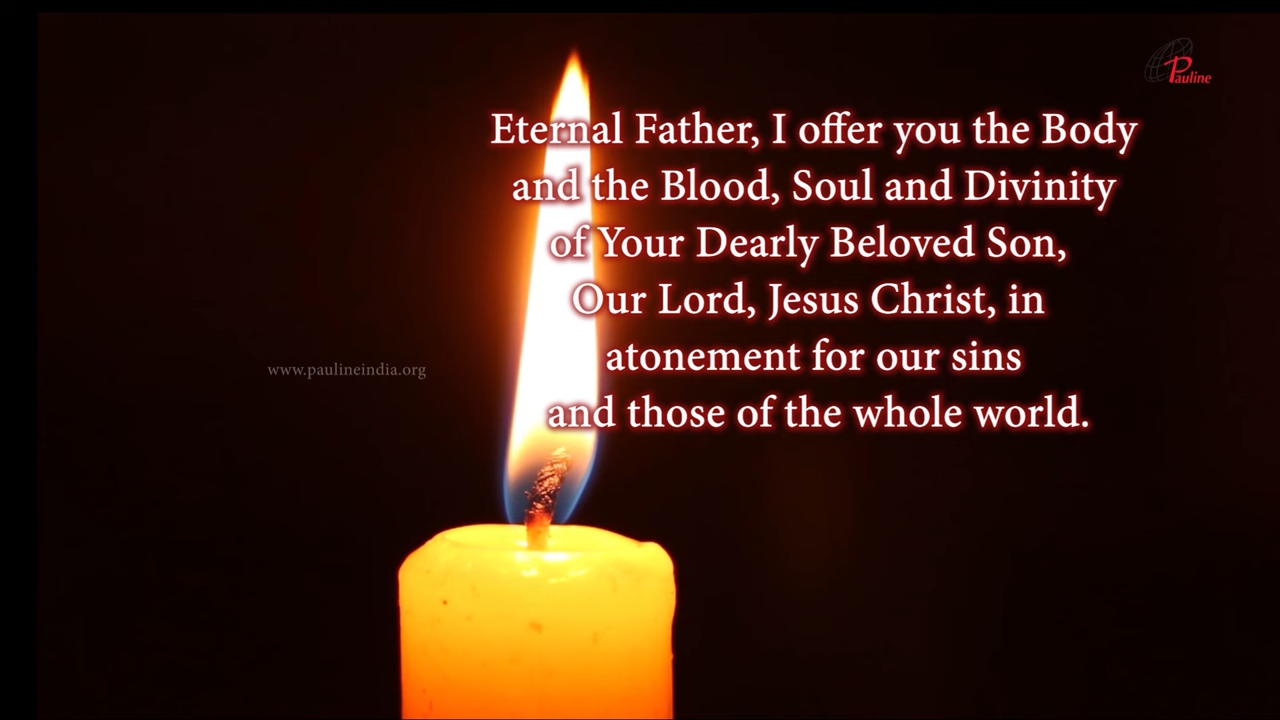 Pauline
Eternal Father, I offer you the Body
and the Blood, Soul and Divinity
of Your Dearly Beloved Son,
Our Lord, Jesus Christ, in
atonement for our sins
and those of the whole world.
www.paulineindia.org